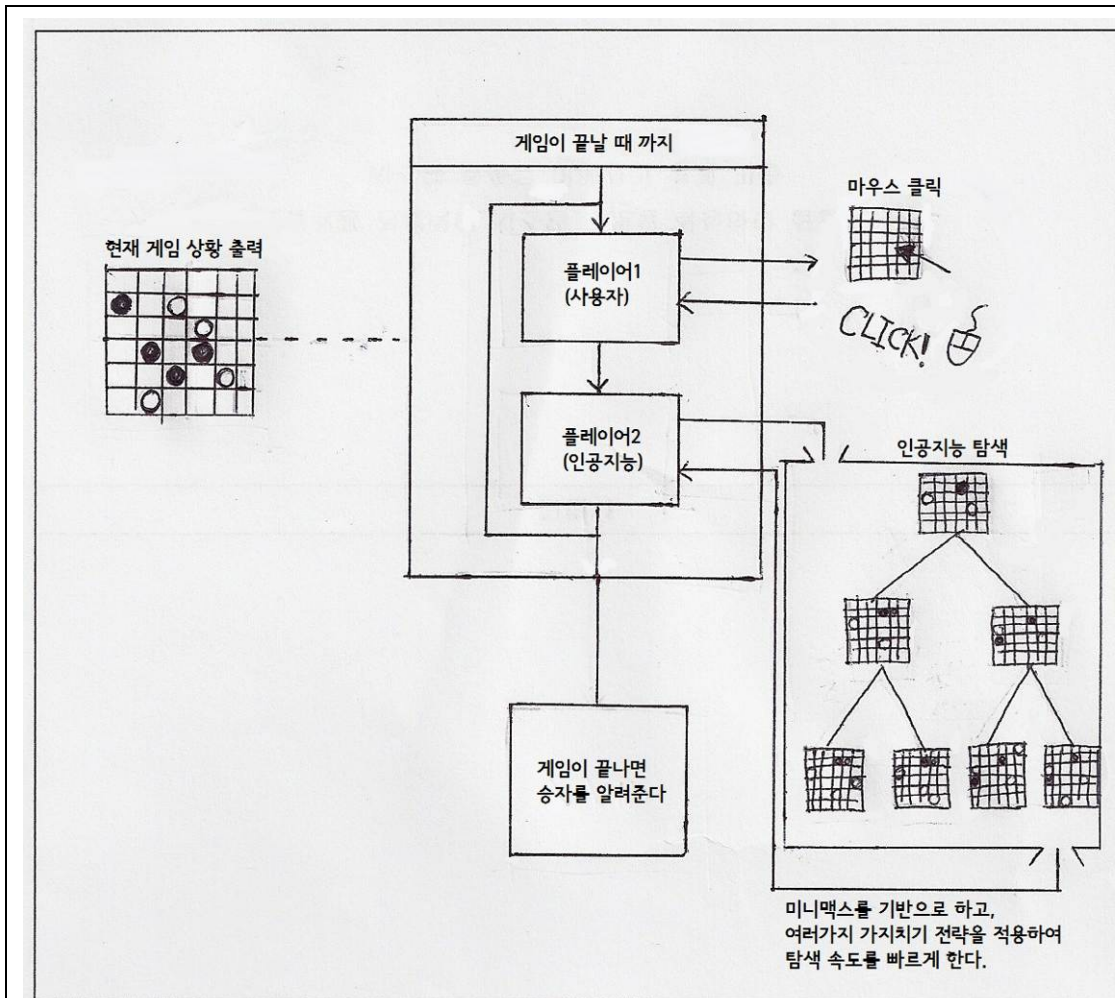 게임이 끝날 때 까지
마우스 클릭
현재 게임 상황 출력
플레이어1
(사용자)
CLICK!
플레이어2
(인공지능)
인공지능 탐색
게임이 끝나면
승자를 알려준다
미니맥스를 기반으로 하고,
여러가지 가지치기 전략을 적용하여
탐색 속도를 빠르게 한다.